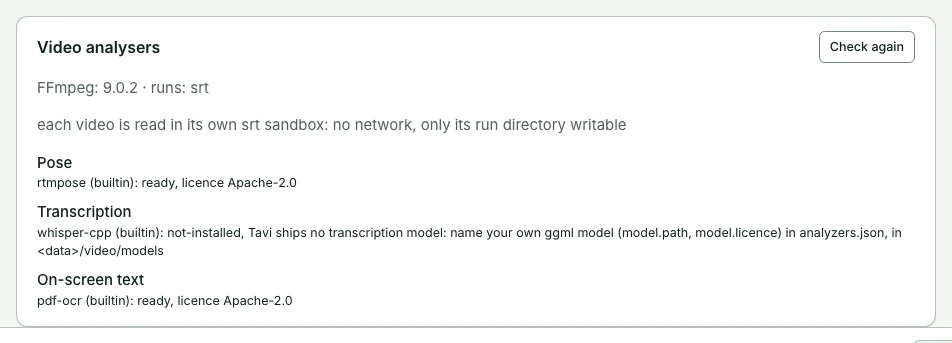 Video analysers
Check again
FFmpeg: 9.0.2 · runs: srt
each video is read in its own srt sandbox: no network, only its run directory writable
Pose
rtmpose (builtin): ready, licence Apache-2.0
Transcription
whisper-cpp (builtin): not-installed, Tavi ships no transcription model: name your own ggml model (model.path, model.licence) in analyzers.json, in
<data>/video/models
On-screen text
pdf-ocr (builtin): ready, licence Apache-2.0